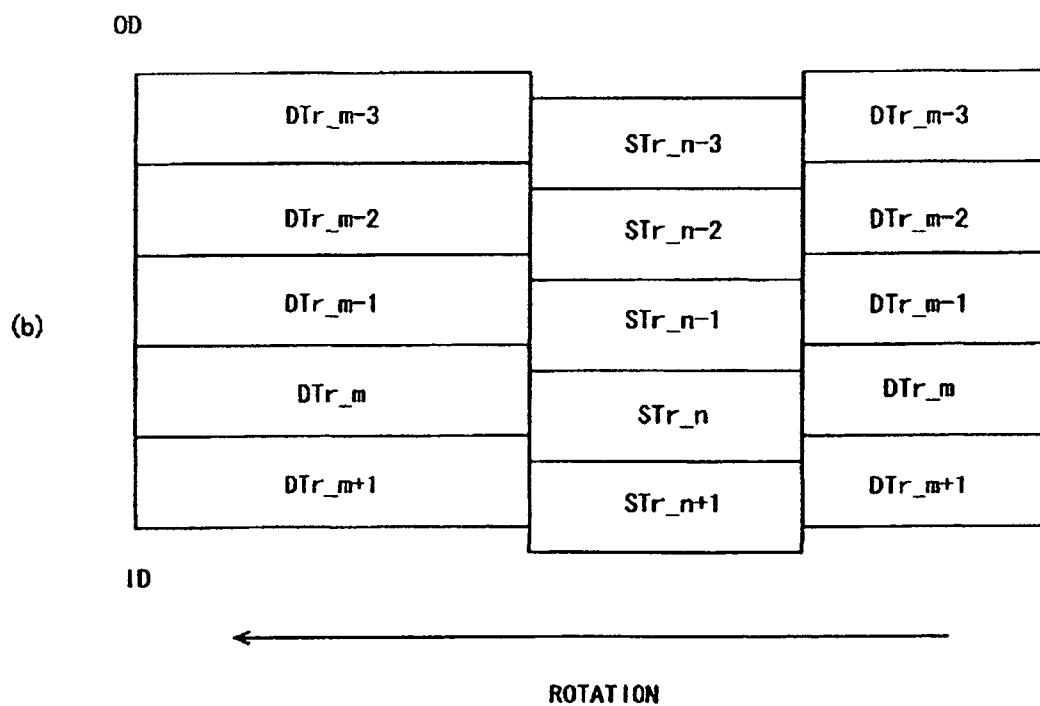 OD
DTr_m-3
STr_n-3
DTr_m-3
DTr_m-2
STr_n-2
DTr_m-2
(b)
DTr_m-1
STr_n-1
DTr_m-1
DTr_m
STr_n
DTr_m
DTr_m+1
STr_n+1
DTr_m+1
ID
ROTATION